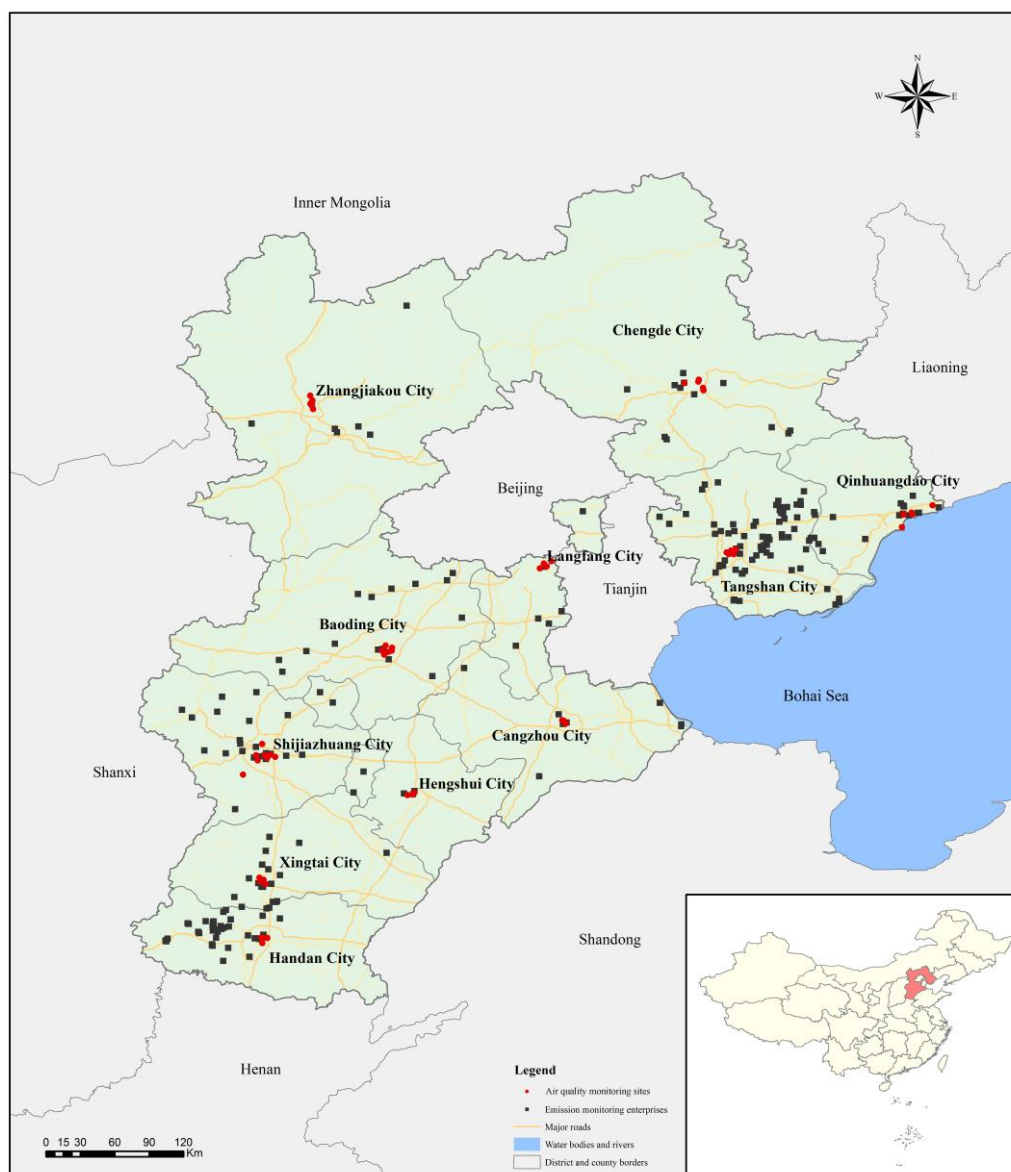 N
W
E
S
Inner Mongolia
Chengde City
Liaoning
Zhangjiakou City
Qinhuangdao City
Beijing
Langfang City
Tangshan City
Tianjin
Baoding City
Bohai Sea
Cangzhou City
Shijiazhuang City
Shanxi
Hengshui City
Xingtai City
Shandong
Handan City
Henan
Legend
Air quality monitoring sites
Emission monitoring enterprises
Major roads
Water bodies and rivers
District and county borders
0 15 30 60 90 120
Km